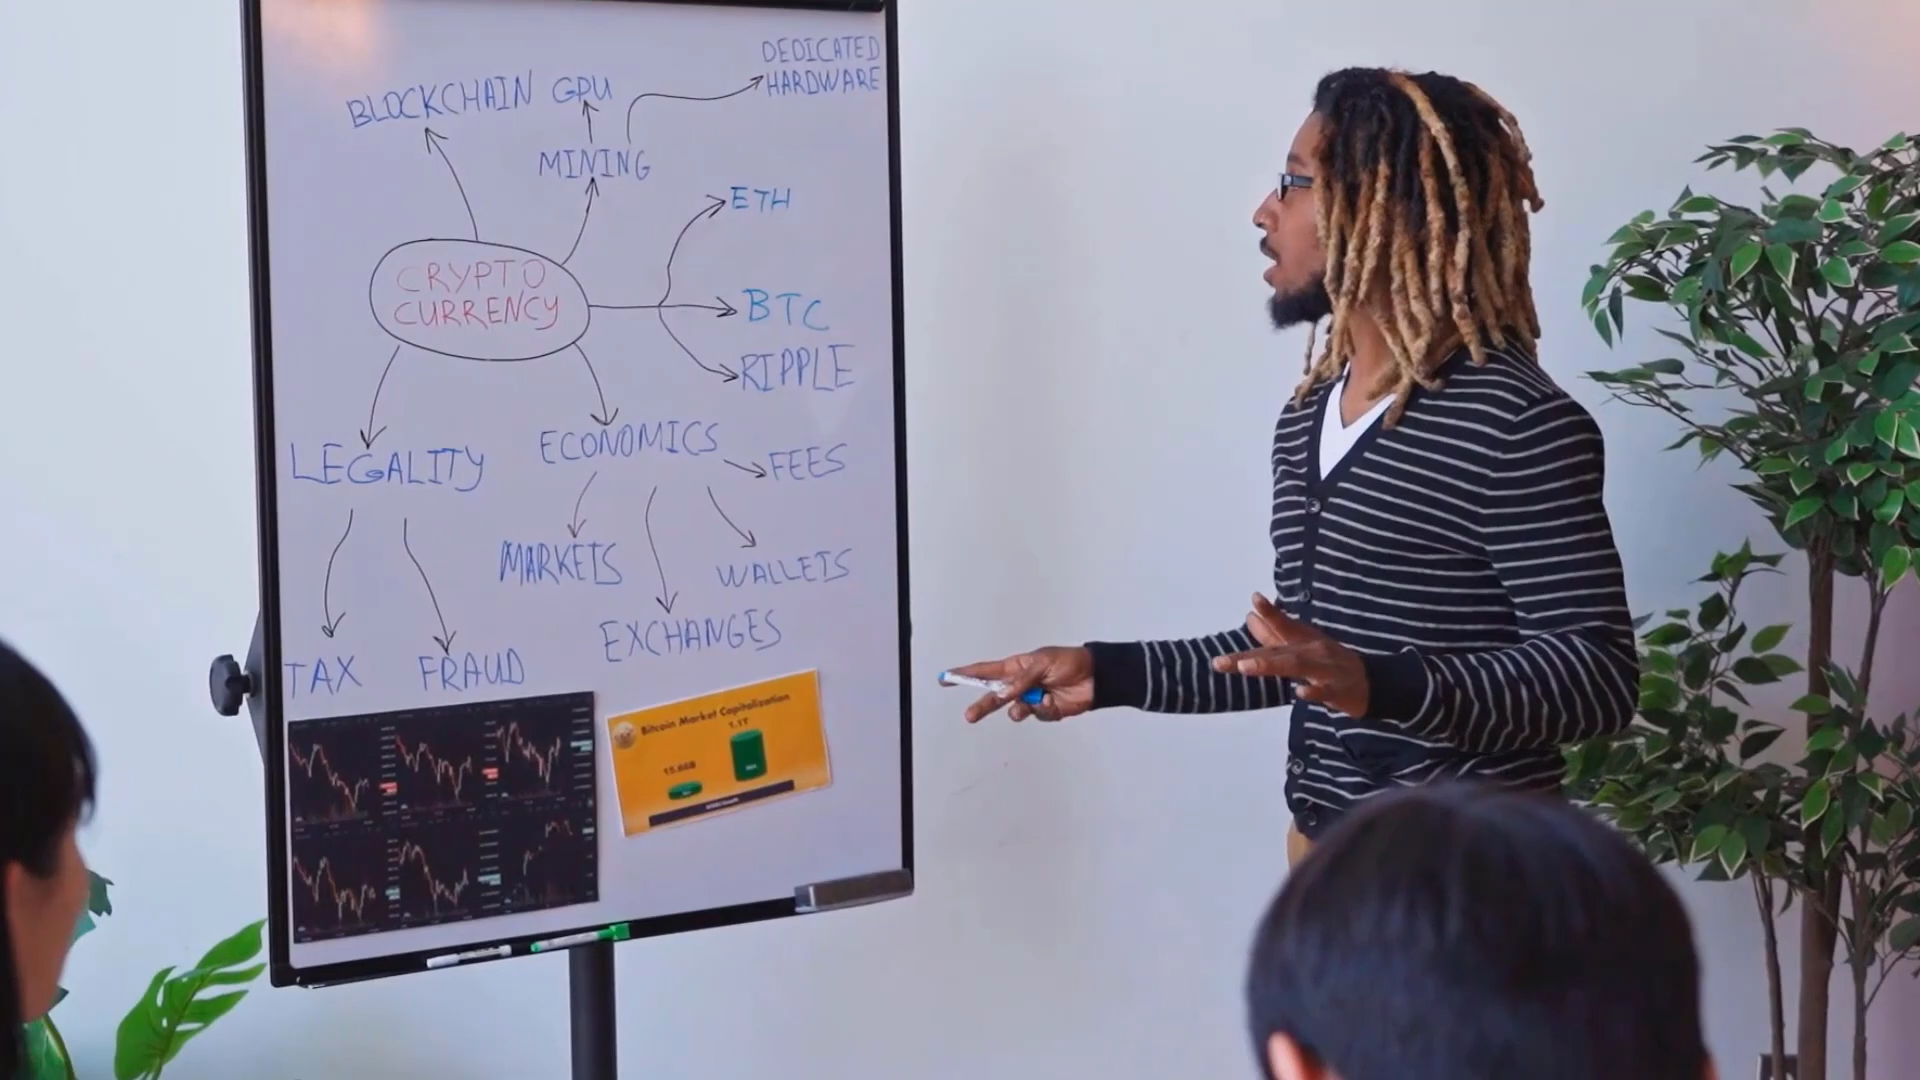 DEDICATED
HARDWARE
BLOCKCHAIN
GPU
MINING
ETH
CRYPTO
CURRENCY
BTC
RIPPLE
LEGALITY
ECONOMICS
FEES
MARKETS
WALLETS
EXCHANGES
TAX
FRAUD
Bitcoin Market Capitalization
1.1T